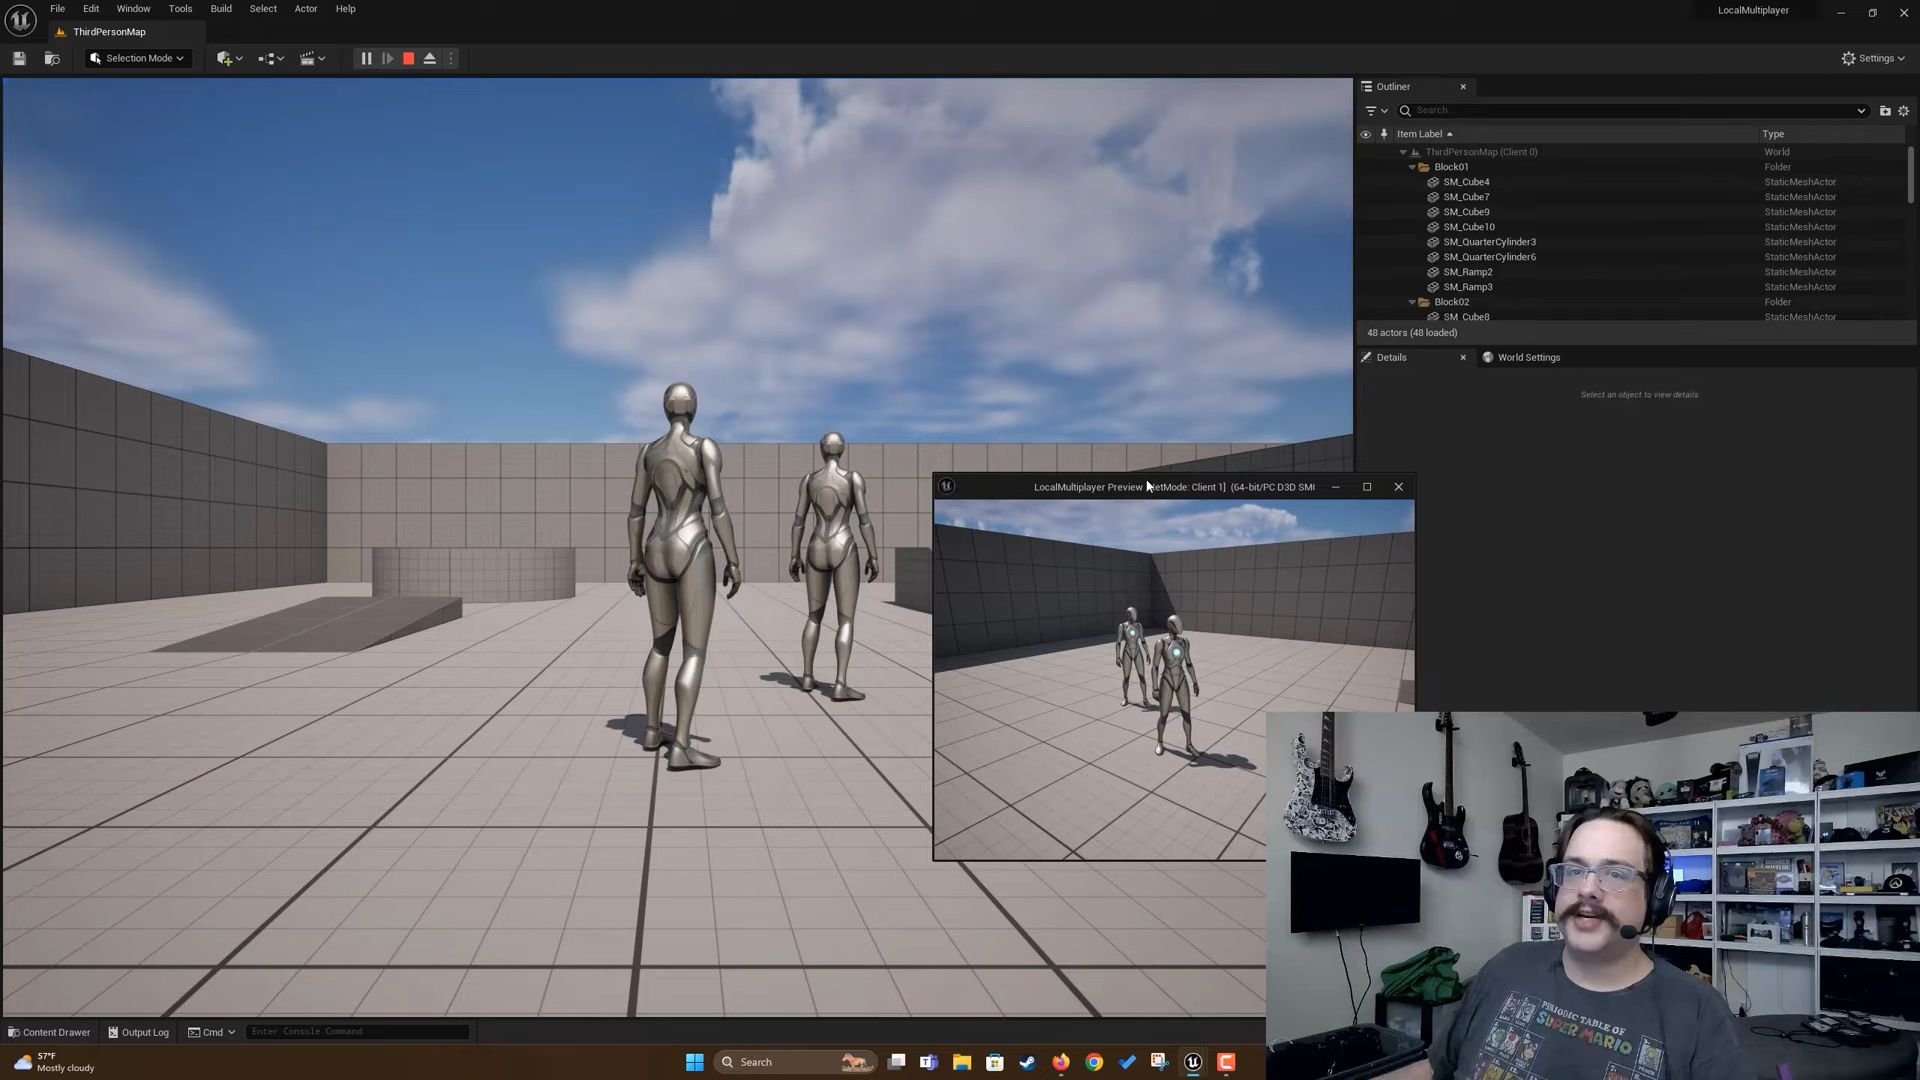 File Edit Window Tools Build Select Actor Help
LocalMultiplayer
ThirdPersonMap
Selection Mode
Settings
Outliner
Search...
Item Label
Type
ThirdPersonMap (Client 0)
World
Block01
Folder
SM_Cube4
StaticMeshActor
SM_Cube7
StaticMeshActor
SM_Cube9
StaticMeshActor
SM_Cube10
StaticMeshActor
SM_QuarterCylinder3
StaticMeshActor
SM_QuarterCylinder6
StaticMeshActor
SM_Ramp2
StaticMeshActor
SM_Ramp3
StaticMeshActor
Block02
Folder
SM_Cube8
StaticMeshActor
48 actors (48 loaded)
Details
World Settings
Select an object to view details.
LocalMultiplayer Preview Client 1] (64-bit/PC D3D
PERIODIC TABLE OF
SUPER MARIO
Content Drawer
Output Log
Cmd
Enter Console Command
57°F
Mostly cloudy
Search